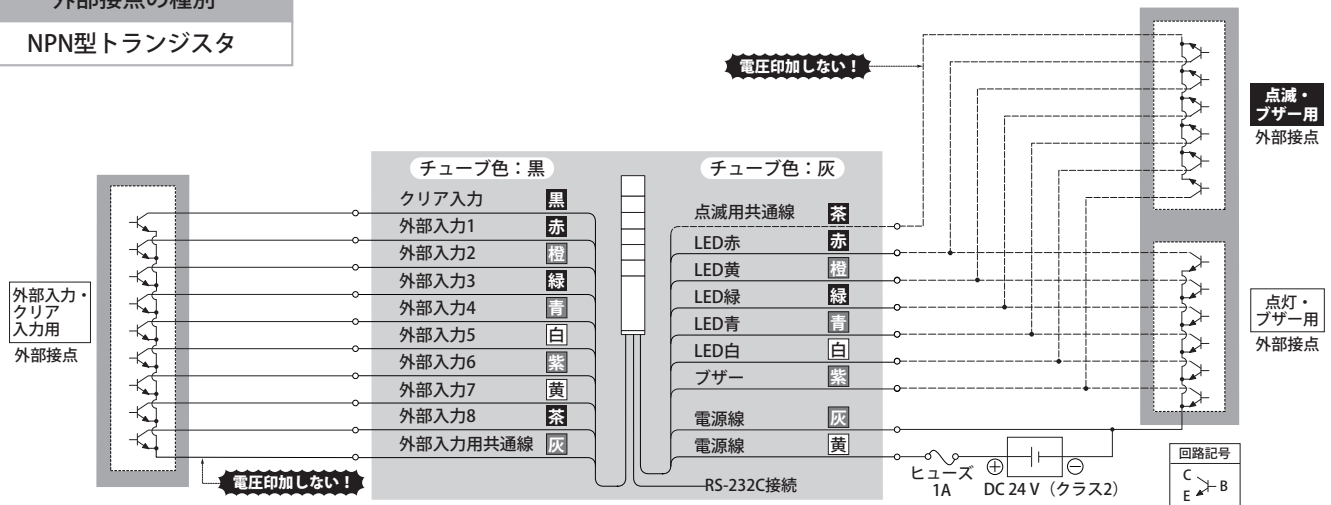 外部接点の種別
NPN型トランジスタ
電圧印加しない！
点滅・
ブザー用
外部接点
チューブ色：黒
クリア入力 黒
外部入力1 赤
外部入力2 橙
外部入力3 緑
外部入力4 青
外部入力5 白
外部入力6 紫
外部入力7 黄
外部入力8 茶
外部入力用共通線 灰
チューブ色：灰
点滅用共通線 茶
LED赤 赤
LED黄 橙
LED緑 緑
LED青 青
LED白 白
ブザー 紫
電源線 灰
電源線 黄
RS-232C接続
外部入力・
クリア
入力用
外部接点
電圧印加しない！
点灯・
ブザー用
外部接点
ヒューズ
1A
⊕ ⊖
DC 24 V（クラス2）
回路記号
C
B
E